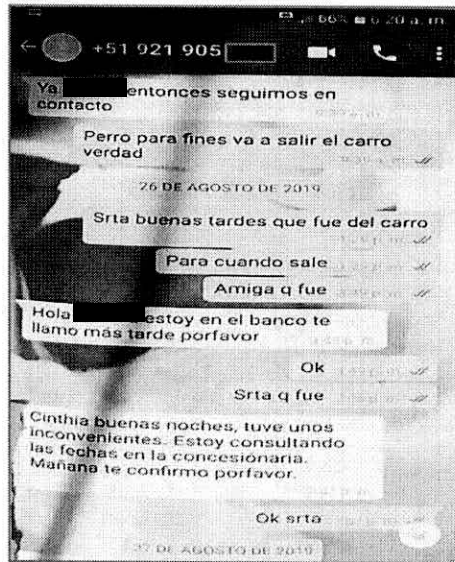 66% 6:20 a. m.
+51 921 905
Ya entonces seguimos en
contacto
Perro para fines va a salir el carro
verdad
26 DE AGOSTO DE 2019
Srta buenas tardes que fue del carro
Para cuando sale
Amiga q fue
Hola estoy en el banco te
llamo más tarde porfavor
Ok
Srta q fue
Cinthia buenas noches, tuve unos
inconvenientes. Estoy consultando
las fechas en la concesionaria.
Mañana te confirmo porfavor.
Ok srta
27 DE AGOSTO DE 2019